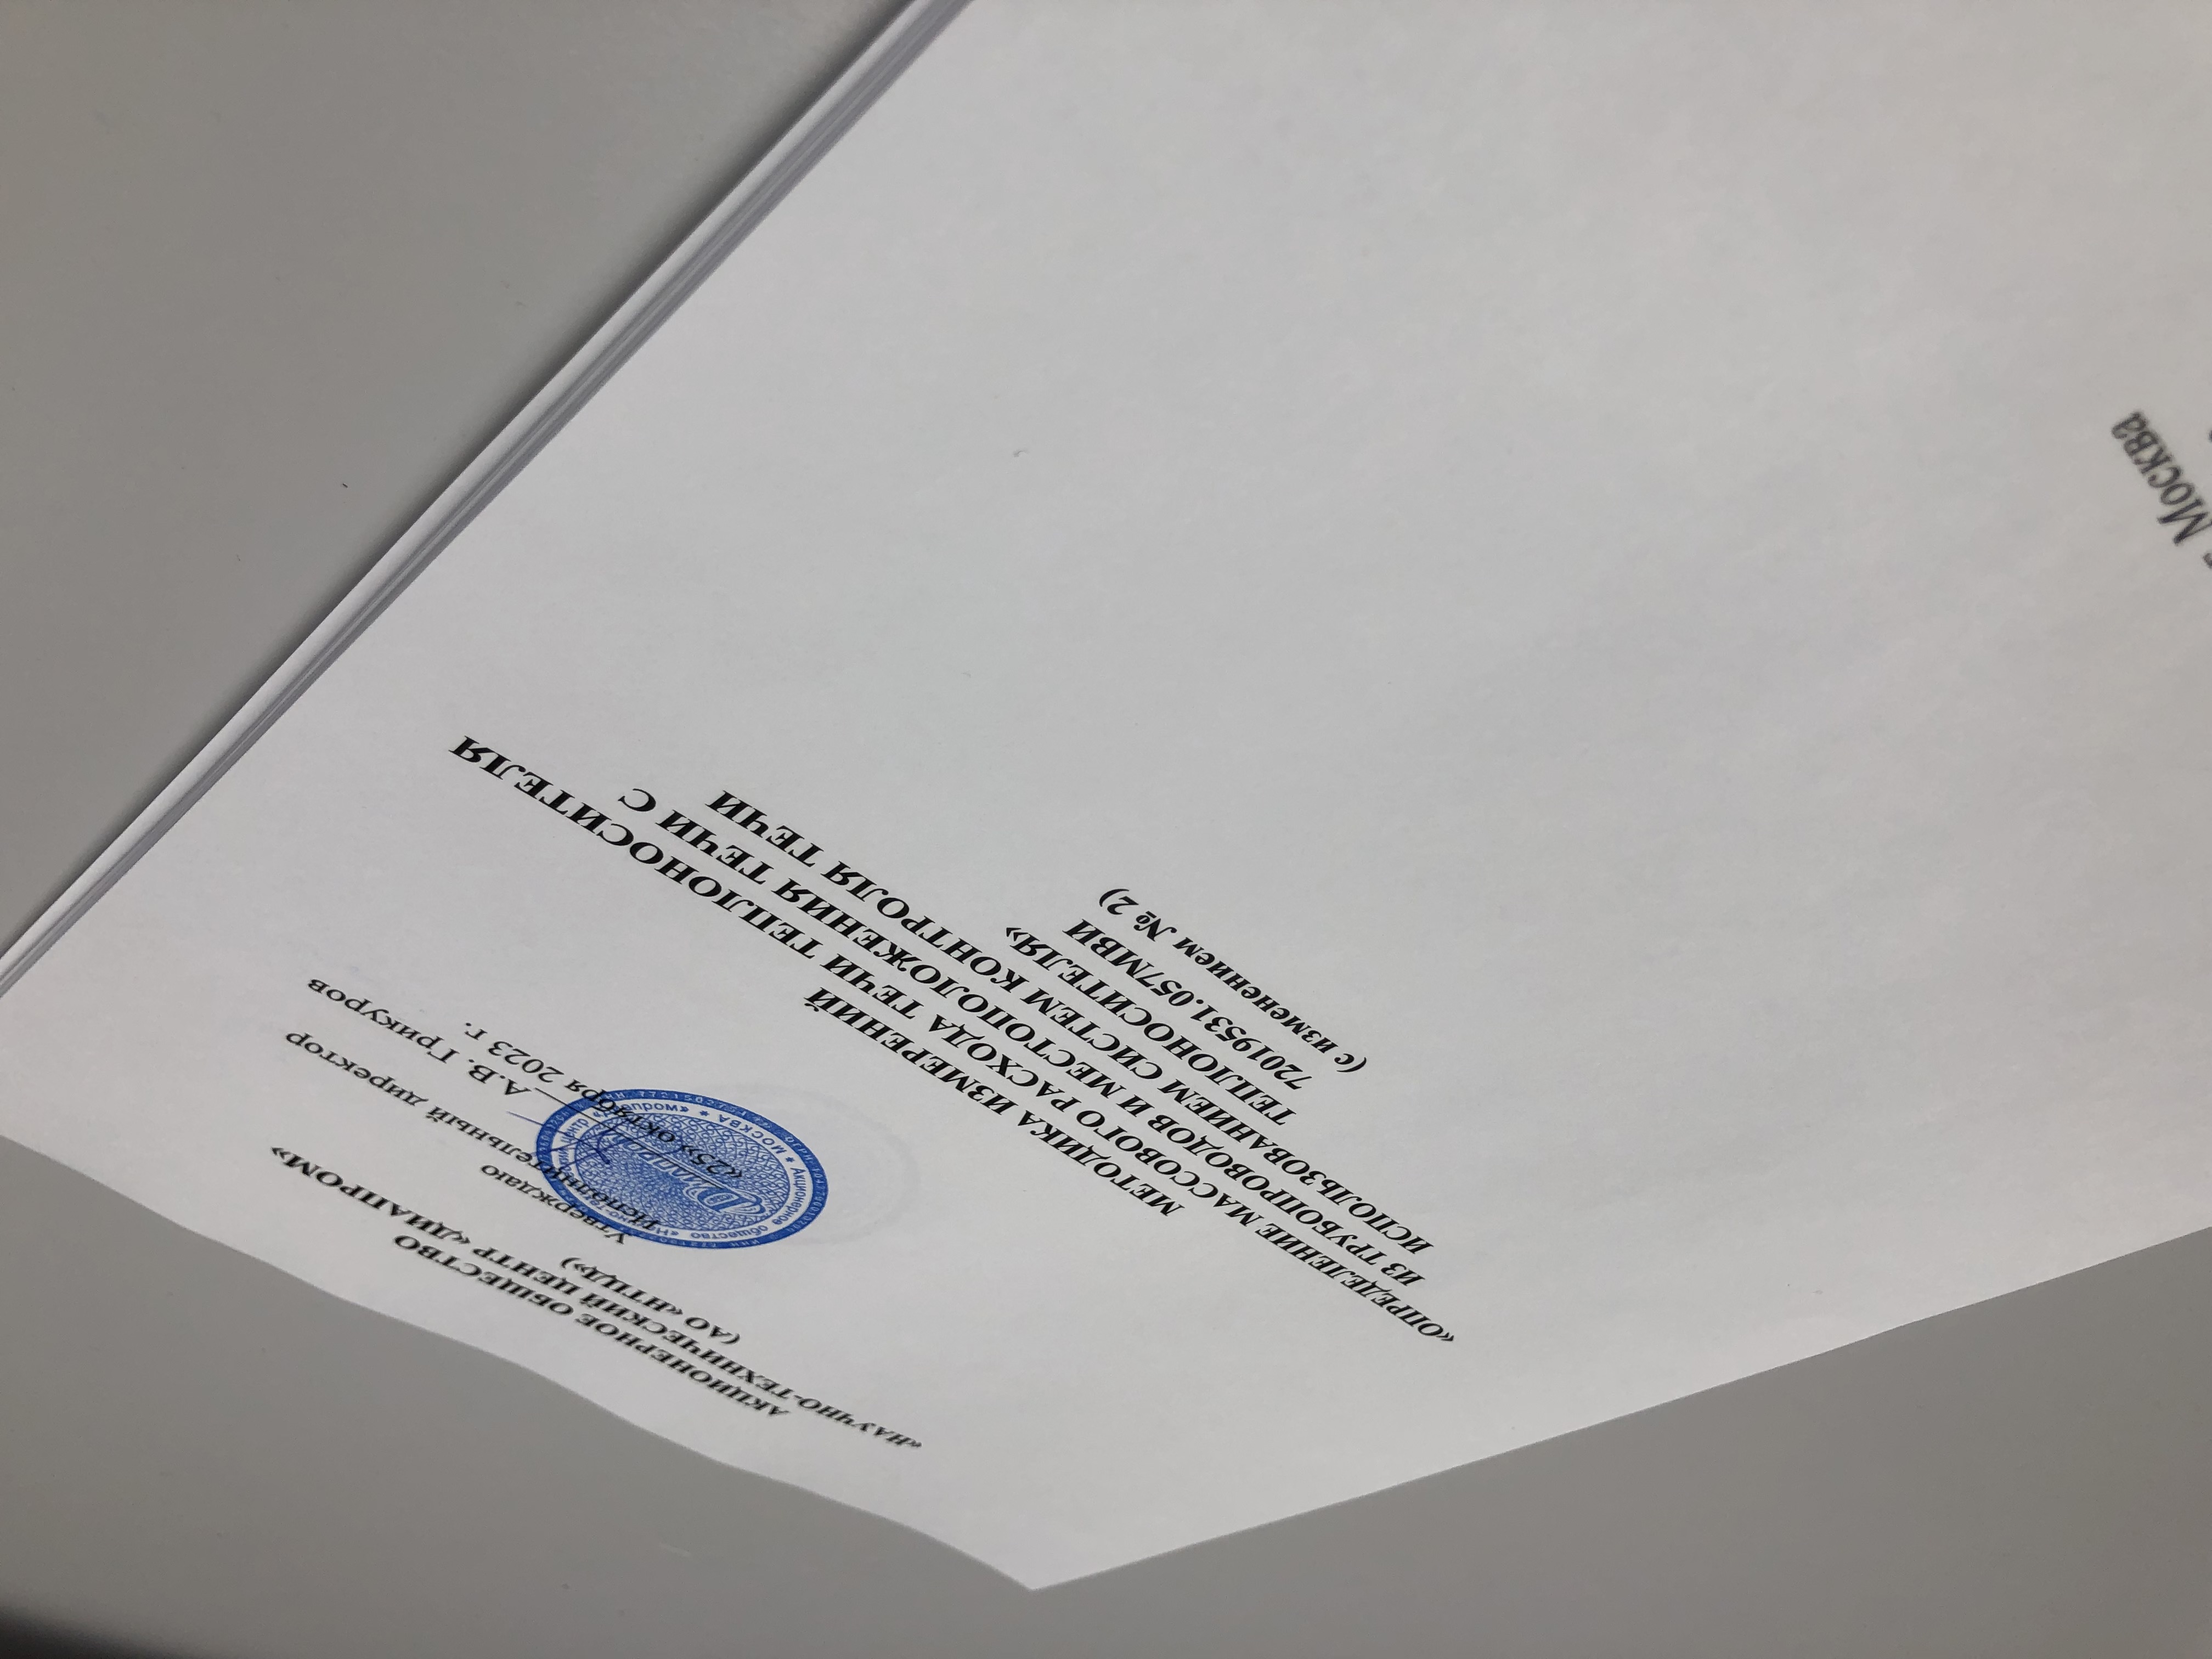 АКЦИОНЕРНОЕ ОБЩЕСТВО
«НАУЧНО-ТЕХНИЧЕСКИЙ ЦЕНТР «ДИАПРОМ»
(АО «НТЦД»)
Утверждаю
Исполнительный директор
А.В. Грикуров
«25» октября 2023 г.
Акционерное общество
МОСКВА
МЕТОДИКА ИЗМЕРЕНИЙ
«ОПРЕДЕЛЕНИЕ МАССОВОГО РАСХОДА ТЕЧИ ТЕПЛОНОСИТЕЛЯ
ИЗ ТРУБОПРОВОДОВ И МЕСТОПОЛОЖЕНИЯ ТЕЧИ С
ИСПОЛЬЗОВАНИЕМ СИСТЕМ КОНТРОЛЯ ТЕЧИ
ТЕПЛОНОСИТЕЛЯ»
72019531.057МВИ
(с изменением № 2)
г. Москва